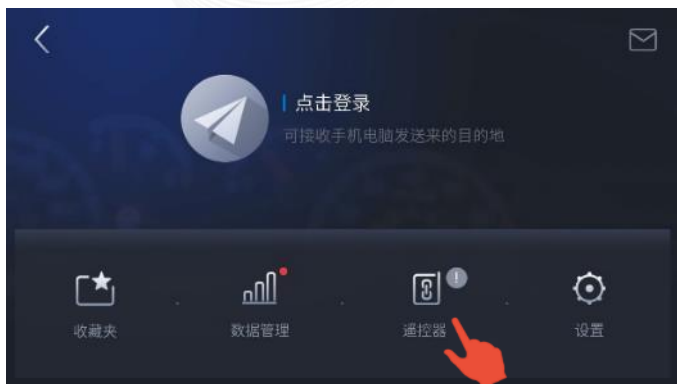 点击登录
可接收手机电脑发送来的目的地
收藏夹
数据管理
遥控器
设置